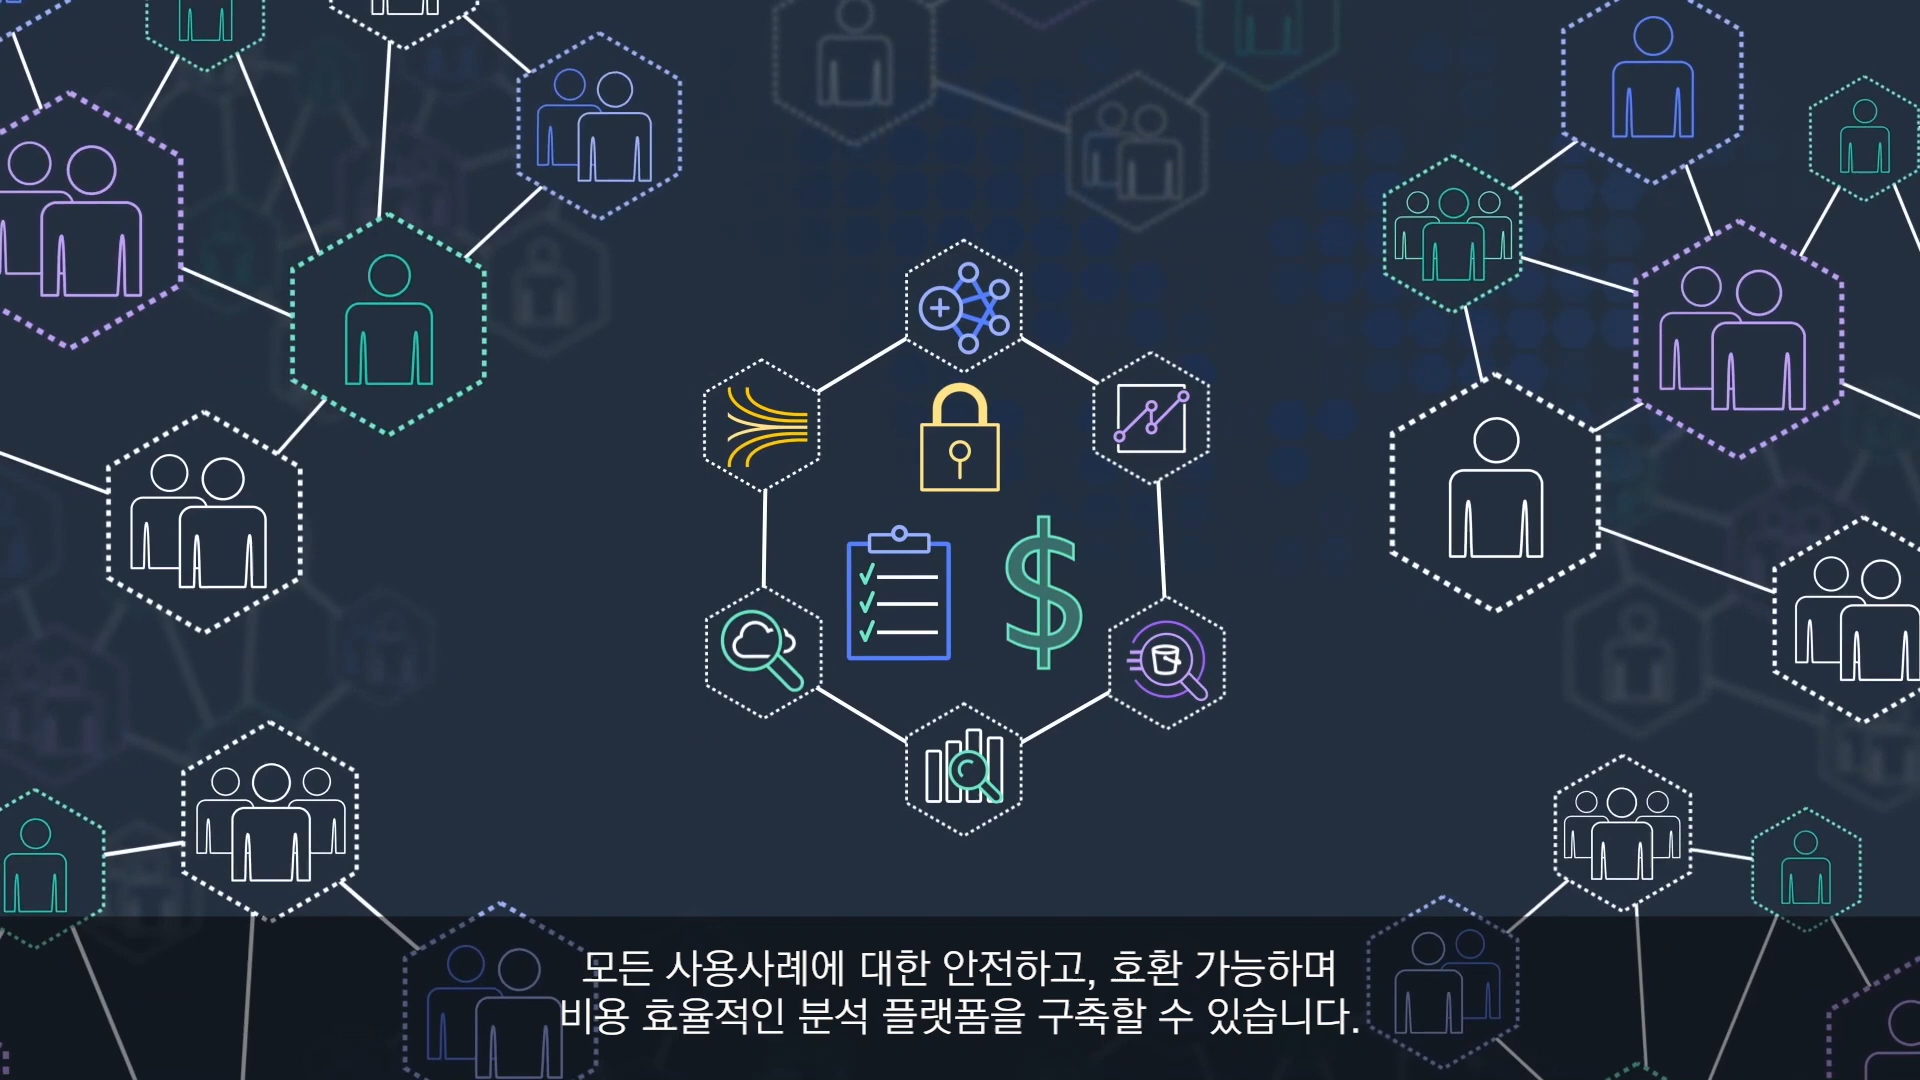 모든 사용사례에 대한 안전하고, 호환 가능하며
비용 효율적인 분석 플랫폼을 구축할 수 있습니다.